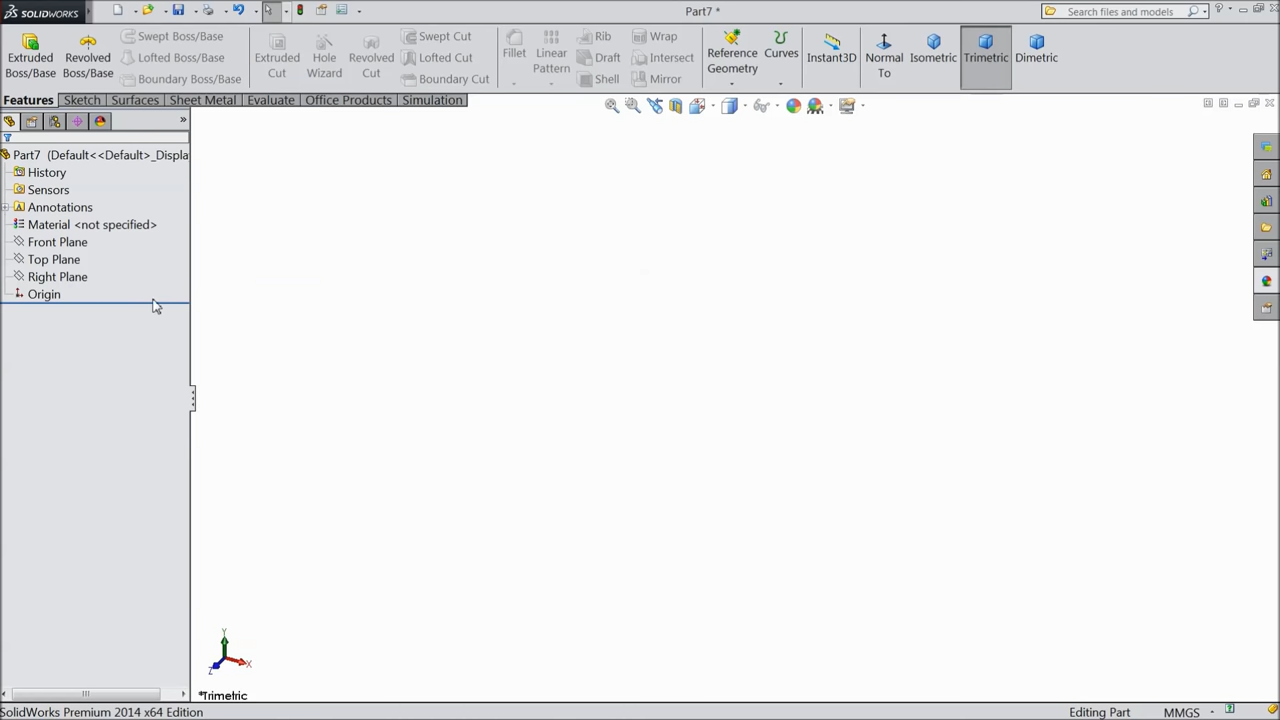 SOLIDWORKS
Part7 *
Search files and models
Extruded Boss/Base
Revolved Boss/Base
Swept Boss/Base
Lofted Boss/Base
Boundary Boss/Base
Extruded Cut
Hole Wizard
Revolved Cut
Swept Cut
Lofted Cut
Boundary Cut
Fillet
Linear Pattern
Rib
Draft
Shell
Wrap
Intersect
Mirror
Reference Geometry
Curves
Instant3D
Normal To
Isometric
Trimetric
Dimetric
Features
Sketch
Surfaces
Sheet Metal
Evaluate
Office Products
Simulation
Part7 (Default<<Default>_Displa
History
Sensors
Annotations
Material <not specified>
Front Plane
Top Plane
Right Plane
Origin
Y
X
Z
*Trimetric
SolidWorks Premium 2014 x64 Edition
Editing Part
MMGS